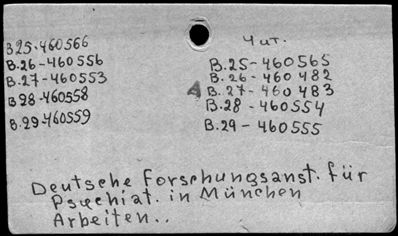 B25-460566
B.26-460556
B.27-460553
B28-460558
B.29-460559
Чит.
B.25-460565
B.26-460482
A B.27-460483
B.28-460554
B.29-460555
Deutsche Forschungsanst. für
Psychiat. in München
Arbeiten..